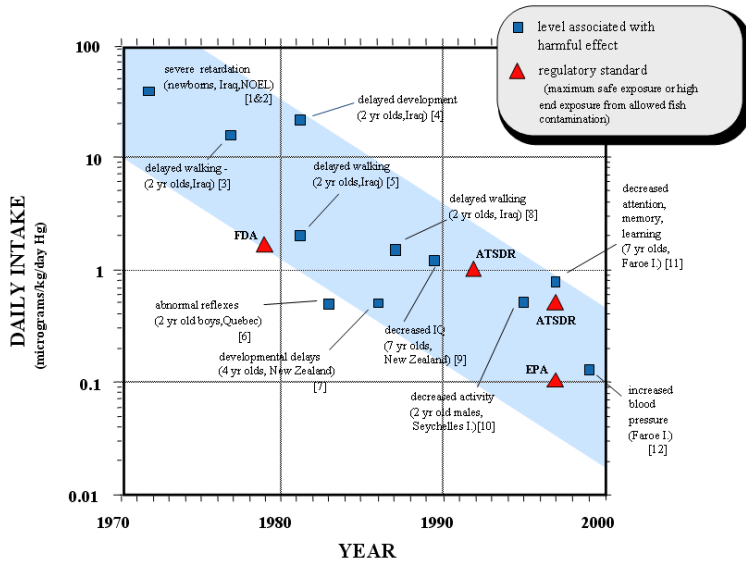 level associated with
harmful effect
regulatory standard
(maximum safe exposure or high
end exposure from allowed fish
contamination)
100
10
1
0.1
0.01
DAILY INTAKE
(micrograms/kg/day Hg)
severe retardation
(newborns, Iraq,NOEL)
[1&2]
delayed development
(2 yr olds,Iraq) [4]
delayed walking -
(2 yr olds,Iraq) [3]
delayed walking
(2 yr olds,Iraq) [5]
delayed walking
(2 yr olds, Iraq) [8]
decreased
attention,
memory,
learning
(7 yr olds,
Faroe I.) [11]
FDA
ATSDR
abnormal reflexes
(2 yr old boys,Quebec)
[6]
ATSDR
decreased IQ
(7 yr olds,
New Zealand) [9]
developmental delays
(4 yr olds, New Zealand)
[7]
EPA
decreased activity
(2 yr old males,
Seychelles I.)[10]
increased
blood
pressure
(Faroe I.)
[12]
1970
1980
1990
2000
YEAR